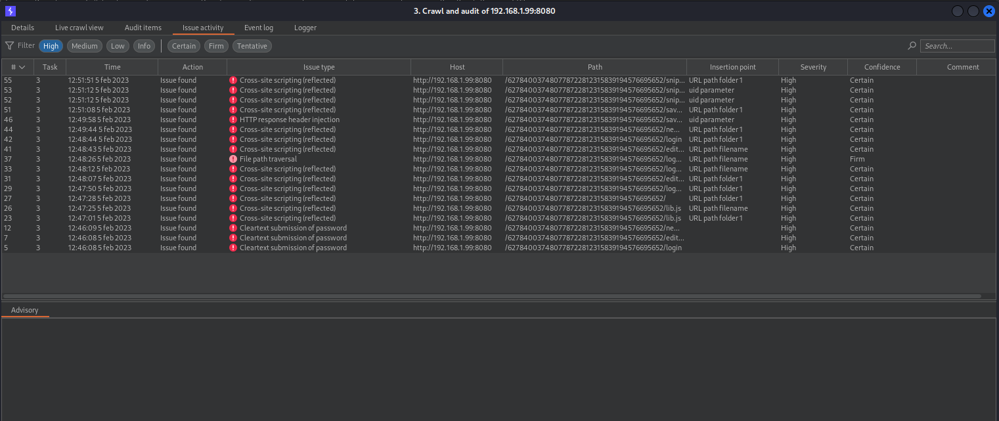 3. Crawl and audit of 192.168.1.99:8080
Details Live crawl view Audit items Issue activity Event log Logger
Filter High Medium Low Info Certain Firm Tentative Search...
# Task Time Action Issue type Host Path Insertion point Severity Confidence Comment
55 3 12:51:51 5 feb 2023 Issue found Cross-site scripting (reflected) http://192.168.1.99:8080 /627840037480778722812315839194576695652/snip... URL path folder 1 High Certain
53 3 12:51:12 5 feb 2023 Issue found Cross-site scripting (reflected) http://192.168.1.99:8080 /627840037480778722812315839194576695652/snip... uid parameter High Certain
52 3 12:51:12 5 feb 2023 Issue found Cross-site scripting (reflected) http://192.168.1.99:8080 /627840037480778722812315839194576695652/snip... uid parameter High Certain
51 3 12:51:08 5 feb 2023 Issue found Cross-site scripting (reflected) http://192.168.1.99:8080 /627840037480778722812315839194576695652/sav... URL path folder 1 High Certain
46 3 12:49:58 5 feb 2023 Issue found HTTP response header injection http://192.168.1.99:8080 /627840037480778722812315839194576695652/sav... uid parameter High Certain
44 3 12:49:44 5 feb 2023 Issue found Cross-site scripting (reflected) http://192.168.1.99:8080 /627840037480778722812315839194576695652/ne... URL path folder 1 High Certain
42 3 12:48:44 5 feb 2023 Issue found Cross-site scripting (reflected) http://192.168.1.99:8080 /627840037480778722812315839194576695652/login URL path folder 1 High Certain
41 3 12:48:43 5 feb 2023 Issue found Cross-site scripting (reflected) http://192.168.1.99:8080 /627840037480778722812315839194576695652/edit... URL path filename High Certain
37 3 12:48:26 5 feb 2023 Issue found File path traversal http://192.168.1.99:8080 /627840037480778722812315839194576695652/log... URL path filename High Firm
33 3 12:48:12 5 feb 2023 Issue found Cross-site scripting (reflected) http://192.168.1.99:8080 /627840037480778722812315839194576695652/log... URL path filename High Certain
31 3 12:48:07 5 feb 2023 Issue found Cross-site scripting (reflected) http://192.168.1.99:8080 /627840037480778722812315839194576695652/edit... URL path folder 1 High Certain
29 3 12:47:50 5 feb 2023 Issue found Cross-site scripting (reflected) http://192.168.1.99:8080 /627840037480778722812315839194576695652/log... URL path folder 1 High Certain
27 3 12:47:28 5 feb 2023 Issue found Cross-site scripting (reflected) http://192.168.1.99:8080 /627840037480778722812315839194576695652/ URL path folder 1 High Certain
26 3 12:47:25 5 feb 2023 Issue found Cross-site scripting (reflected) http://192.168.1.99:8080 /627840037480778722812315839194576695652/lib.js URL path filename High Certain
23 3 12:47:01 5 feb 2023 Issue found Cross-site scripting (reflected) http://192.168.1.99:8080 /627840037480778722812315839194576695652/lib.js URL path folder 1 High Certain
12 3 12:46:09 5 feb 2023 Issue found Cleartext submission of password http://192.168.1.99:8080 /627840037480778722812315839194576695652/ne... High Certain
7 3 12:46:08 5 feb 2023 Issue found Cleartext submission of password http://192.168.1.99:8080 /627840037480778722812315839194576695652/edit... High Certain
5 3 12:46:08 5 feb 2023 Issue found Cleartext submission of password http://192.168.1.99:8080 /627840037480778722812315839194576695652/login High Certain
Advisory